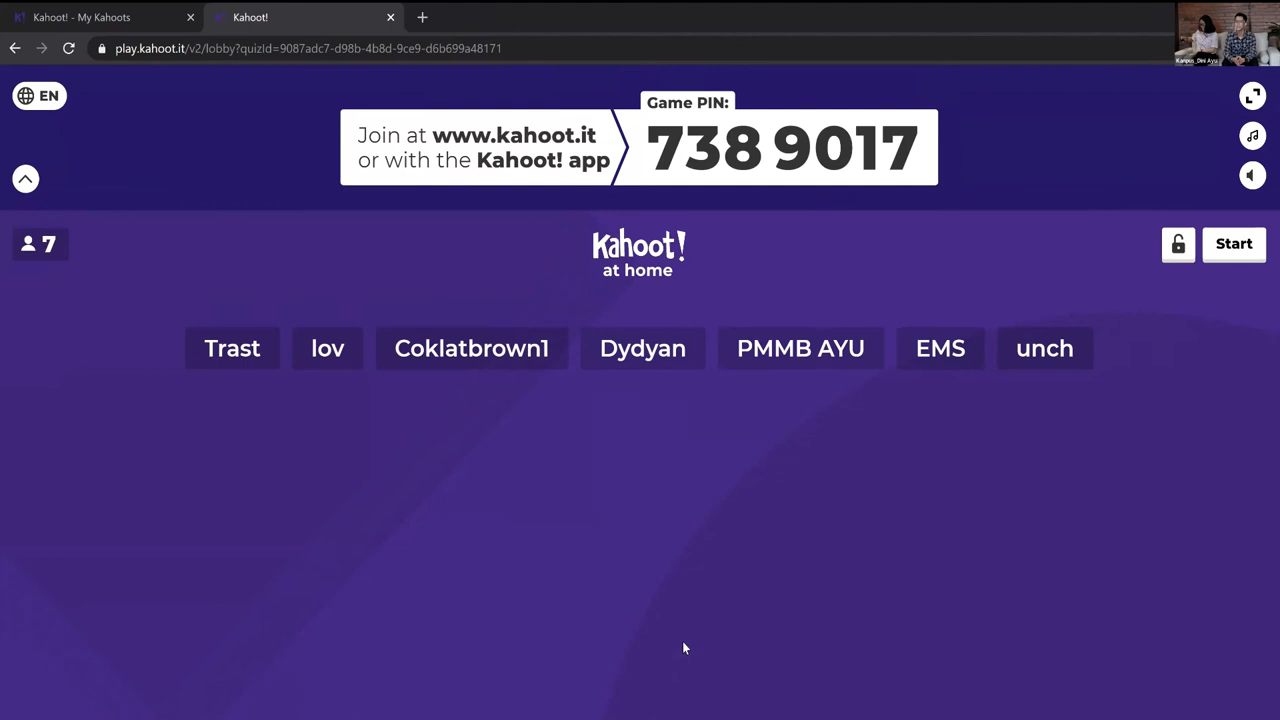 Kahoot! - My Kahoots
Kahoot!
play.kahoot.it/v2/lobby?quizId=9087adc7-d98b-4b8d-9ce9-d6b699a48171
Kanpus_Dini Ayu
EN
Join at www.kahoot.it
or with the Kahoot! app
Game PIN:
738 9017
7
Kahoot!
at home
Start
Trast
lov
Coklatbrown1
Dydyan
PMMB AYU
EMS
unch